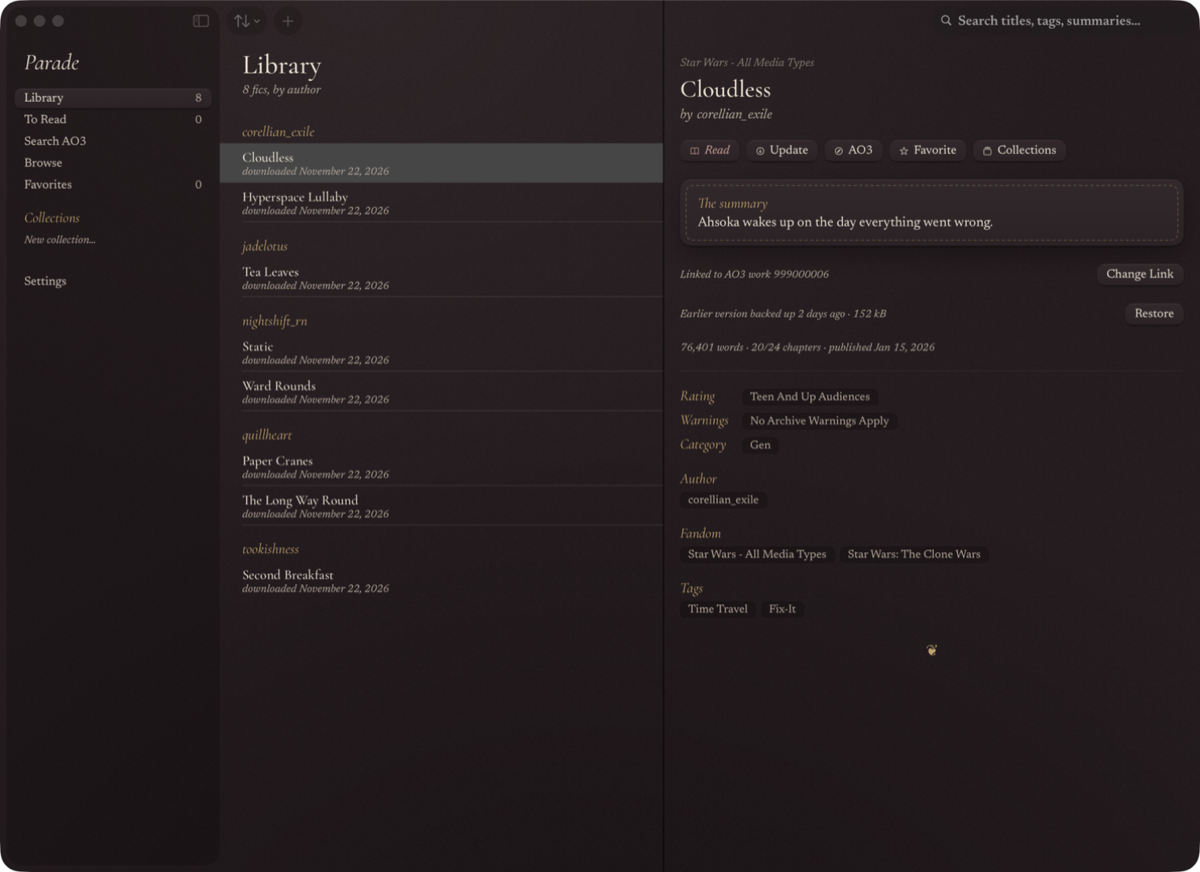 Parade
Library 8
To Read 0
Search AO3
Browse
Favorites 0
Collections
New collection...
Settings
Library
8 fics, by author
corellian_exile
Cloudless
downloaded November 22, 2026
Hyperspace Lullaby
downloaded November 22, 2026
jadelotus
Tea Leaves
downloaded November 22, 2026
nightshift_rn
Static
downloaded November 22, 2026
Ward Rounds
downloaded November 22, 2026
quillheart
Paper Cranes
downloaded November 22, 2026
The Long Way Round
downloaded November 22, 2026
tookishness
Second Breakfast
downloaded November 22, 2026
Search titles, tags, summaries...
Star Wars - All Media Types
Cloudless
by corellian_exile
Read Update AO3 Favorite Collections
The summary
Ahsoka wakes up on the day everything went wrong.
Linked to AO3 work 999000006 Change Link
Earlier version backed up 2 days ago · 152 kB Restore
76,401 words · 20/24 chapters · published Jan 15, 2026
Rating Teen And Up Audiences
Warnings No Archive Warnings Apply
Category Gen
Author
corellian_exile
Fandom
Star Wars - All Media Types Star Wars: The Clone Wars
Tags
Time Travel Fix-It